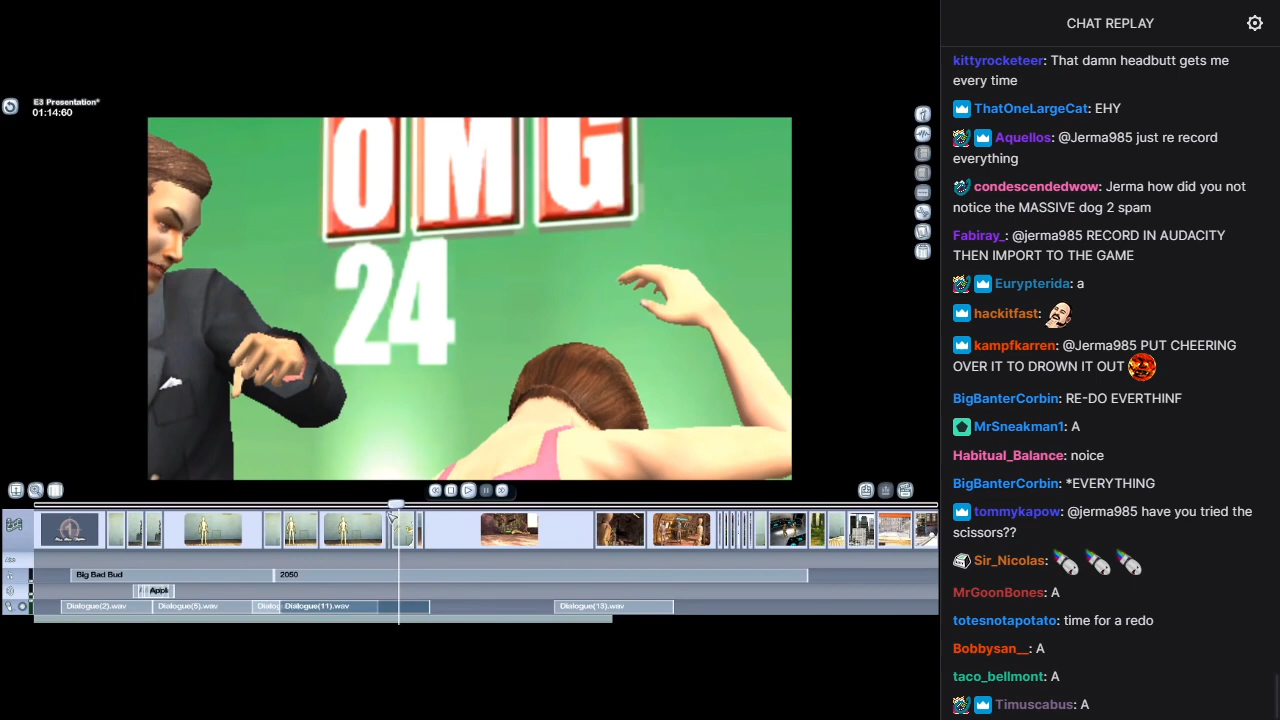 CHAT REPLAY
E3 Presentation*
01:14:60
OMG
24
Big Bad Bud
2050
Appl
Dialogue(2).wav
Dialogue(5).wav
Dialog
Dialogue(11).wav
Dialogue(13).wav
kittyrocketeer: That damn headbutt gets me
every time
ThatOneLargeCat: EHY
Aquellos: @Jerma985 just re record
everything
condescendedwow: Jerma how did you not
notice the MASSIVE dog 2 spam
Fabiray_: @jerma985 RECORD IN AUDACITY
THEN IMPORT TO THE GAME
Eurypterida: a
hackitfast:
kampfkarren: @Jerma985 PUT CHEERING
OVER IT TO DROWN IT OUT
BigBanterCorbin: RE-DO EVERTHINF
MrSneakman1: A
Habitual_Balance: noice
BigBanterCorbin: *EVERYTHING
tommykapow: @jerma985 have you tried the
scissors??
Sir_Nicolas:
MrGoonBones: A
totesnotapotato: time for a redo
Bobbysan__: A
taco_bellmont: A
Timuscabus: A